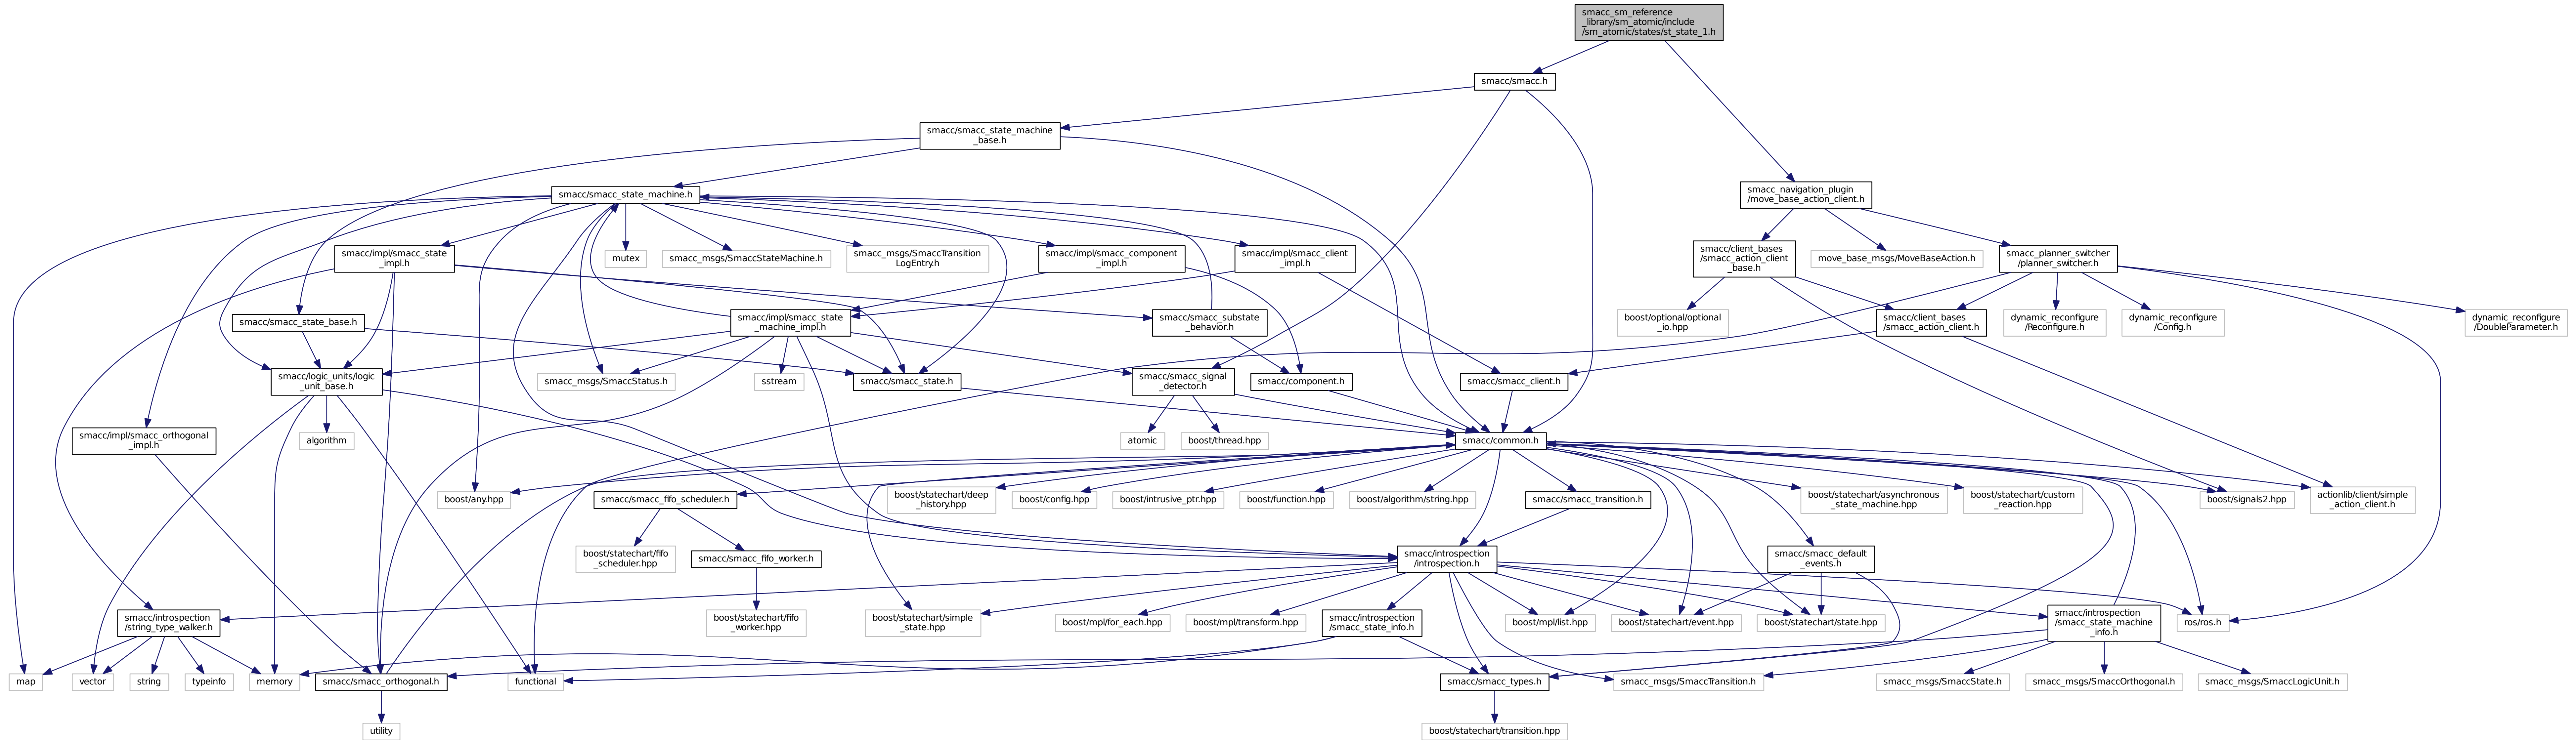 smacc_sm_reference
_library/sm_atomic/include
/sm_atomic/states/st_state_1.h
smacc/smacc.h
smacc/smacc_state_machine
_base.h
smacc/smacc_state_machine.h
smacc_navigation_plugin
/move_base_action_client.h
smacc/impl/smacc_state
_impl.h
mutex
smacc_msgs/SmaccStateMachine.h
smacc_msgs/SmaccTransition
LogEntry.h
smacc/impl/smacc_component
_impl.h
smacc/impl/smacc_client
_impl.h
smacc/client_bases
/smacc_action_client
_base.h
move_base_msgs/MoveBaseAction.h
smacc_planner_switcher
/planner_switcher.h
smacc/smacc_state_base.h
smacc/impl/smacc_state
_machine_impl.h
smacc/smacc_substate
_behavior.h
boost/optional/optional
_io.hpp
smacc/client_bases
/smacc_action_client.h
dynamic_reconfigure
/Reconfigure.h
dynamic_reconfigure
/Config.h
dynamic_reconfigure
/DoubleParameter.h
smacc/logic_units/logic
_unit_base.h
smacc_msgs/SmaccStatus.h
sstream
smacc/smacc_state.h
smacc/smacc_signal
_detector.h
smacc/component.h
smacc/smacc_client.h
smacc/impl/smacc_orthogonal
_impl.h
algorithm
atomic
boost/thread.hpp
smacc/common.h
boost/any.hpp
smacc/smacc_fifo_scheduler.h
boost/statechart/deep
_history.hpp
boost/config.hpp
boost/intrusive_ptr.hpp
boost/function.hpp
boost/algorithm/string.hpp
smacc/smacc_transition.h
boost/statechart/asynchronous
_state_machine.hpp
boost/statechart/custom
_reaction.hpp
boost/signals2.hpp
actionlib/client/simple
_action_client.h
boost/statechart/fifo
_scheduler.hpp
smacc/smacc_fifo_worker.h
smacc/introspection
/introspection.h
smacc/smacc_default
_events.h
smacc/introspection
/string_type_walker.h
boost/statechart/fifo
_worker.hpp
boost/statechart/simple
_state.hpp
boost/mpl/for_each.hpp
boost/mpl/transform.hpp
smacc/introspection
/smacc_state_info.h
boost/mpl/list.hpp
boost/statechart/event.hpp
boost/statechart/state.hpp
smacc/introspection
/smacc_state_machine
_info.h
ros/ros.h
map
vector
string
typeinfo
memory
smacc/smacc_orthogonal.h
functional
smacc/smacc_types.h
smacc_msgs/SmaccTransition.h
smacc_msgs/SmaccState.h
smacc_msgs/SmaccOrthogonal.h
smacc_msgs/SmaccLogicUnit.h
utility
boost/statechart/transition.hpp